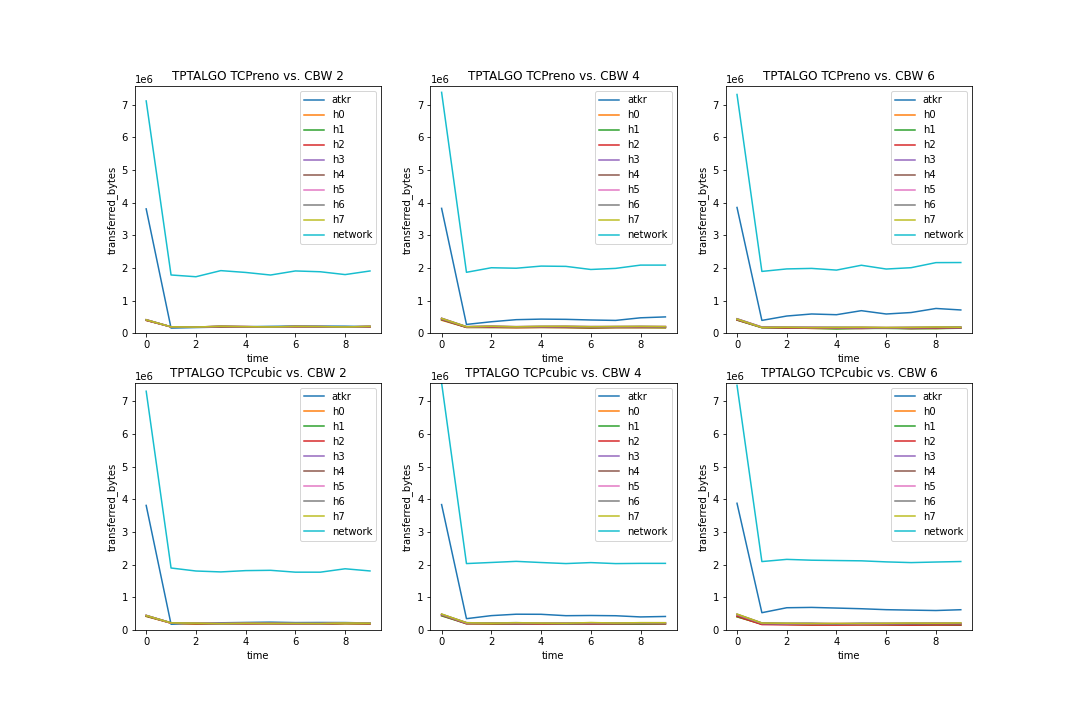 TPTALGO TCPreno vs. CBW 2
1e6
transferred_bytes
7
6
5
4
3
2
1
0
0 2 4 6 8
time
atkr
h0
h1
h2
h3
h4
h5
h6
h7
network
TPTALGO TCPreno vs. CBW 4
1e6
transferred_bytes
7
6
5
4
3
2
1
0
0 2 4 6 8
time
atkr
h0
h1
h2
h3
h4
h5
h6
h7
network
TPTALGO TCPreno vs. CBW 6
1e6
transferred_bytes
7
6
5
4
3
2
1
0
0 2 4 6 8
time
atkr
h0
h1
h2
h3
h4
h5
h6
h7
network
TPTALGO TCPcubic vs. CBW 2
1e6
transferred_bytes
7
6
5
4
3
2
1
0
0 2 4 6 8
time
atkr
h0
h1
h2
h3
h4
h5
h6
h7
network
TPTALGO TCPcubic vs. CBW 4
1e6
transferred_bytes
7
6
5
4
3
2
1
0
0 2 4 6 8
time
atkr
h0
h1
h2
h3
h4
h5
h6
h7
network
TPTALGO TCPcubic vs. CBW 6
1e6
transferred_bytes
7
6
5
4
3
2
1
0
0 2 4 6 8
time
atkr
h0
h1
h2
h3
h4
h5
h6
h7
network